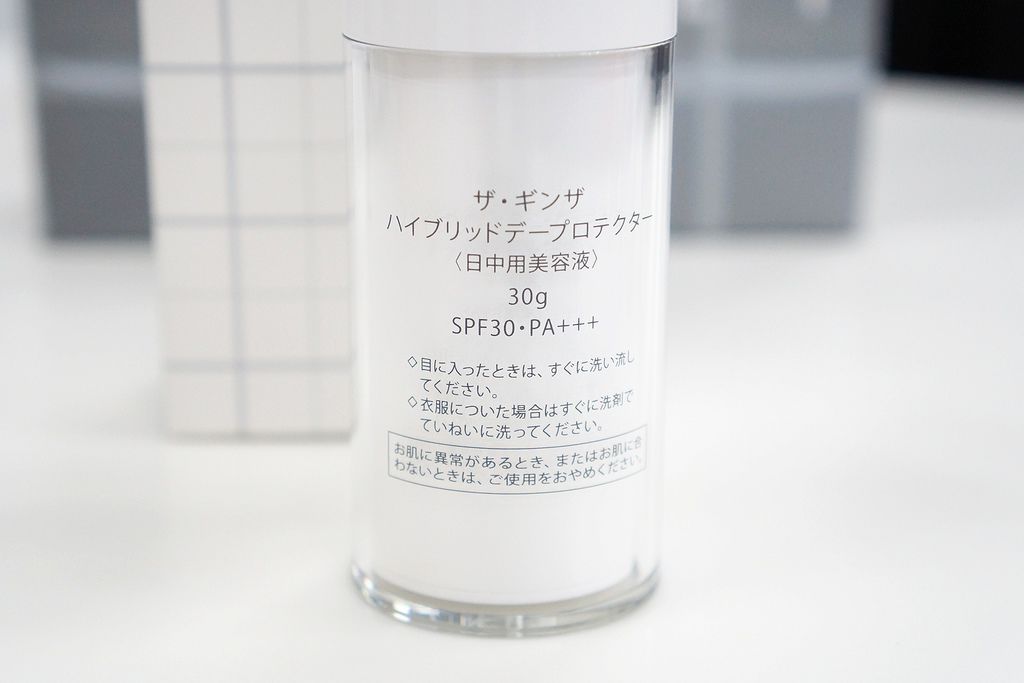 ザ・ギンザ
ハイブリッドデープロテクター
〈日中用美容液〉
30g
SPF30・PA+++
◇目に入ったときは、すぐに洗い流し
てください。
◇衣服についた場合はすぐに洗剤で
ていねいに洗ってください。
お肌に異常があるとき、またはお肌に合
わないときは、ご使用をおやめください。